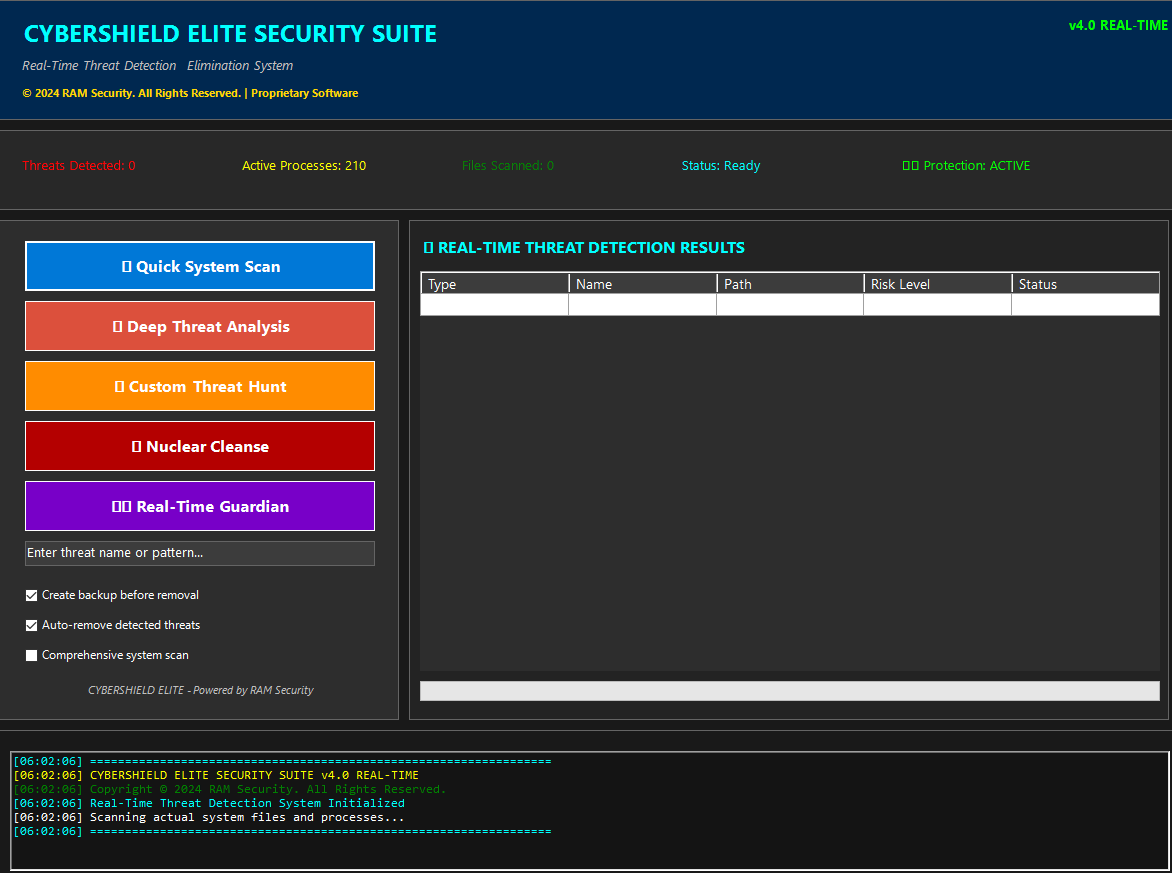 CYBERSHIELD ELITE SECURITY SUITE
v4.0 REAL-TIME
Real-Time Threat Detection  Elimination System
© 2024 RAM Security. All Rights Reserved. | Proprietary Software
Threats Detected: 0
Active Processes: 210
Files Scanned: 0
Status: Ready
Protection: ACTIVE
Quick System Scan
Deep Threat Analysis
Custom Threat Hunt
Nuclear Cleanse
Real-Time Guardian
Enter threat name or pattern...
Create backup before removal
Auto-remove detected threats
Comprehensive system scan
CYBERSHIELD ELITE - Powered by RAM Security
REAL-TIME THREAT DETECTION RESULTS
Type Name Path Risk Level Status
[06:02:06] ==================================================================
[06:02:06] CYBERSHIELD ELITE SECURITY SUITE v4.0 REAL-TIME
[06:02:06] Copyright © 2024 RAM Security. All Rights Reserved.
[06:02:06] Real-Time Threat Detection System Initialized
[06:02:06] Scanning actual system files and processes...
[06:02:06] ==================================================================